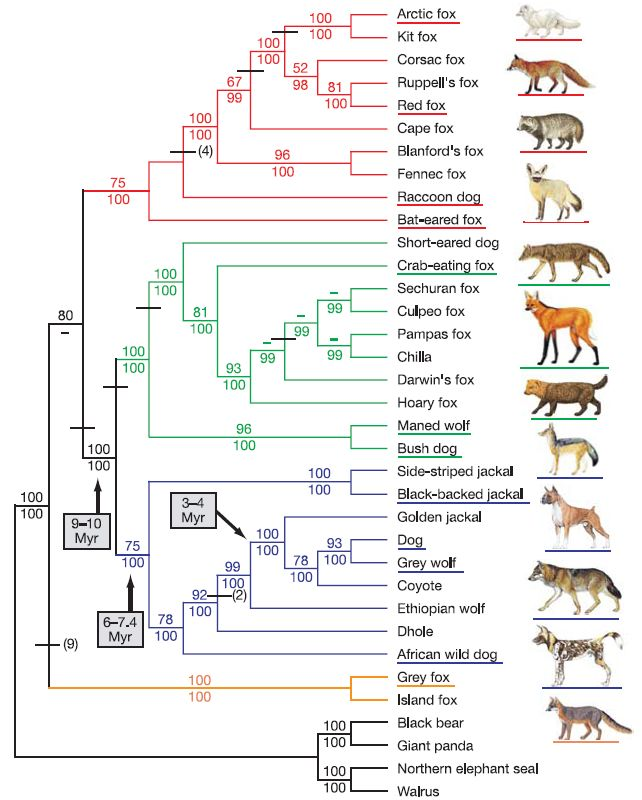 100
100
Arctic fox
Kit fox
100
100
52
98
Corsac fox
81
100
Ruppell's fox
Red fox
67
99
Cape fox
100
100
(4)
96
100
Blanford's fox
Fennec fox
75
100
Raccoon dog
Bat-eared fox
100
100
Short-eared dog
81
100
Crab-eating fox
–
99
Sechuran fox
Culpeo fox
–
99
–
99
Pampas fox
Chilla
–
99
Darwin's fox
93
100
Hoary fox
80
–
100
100
96
100
Maned wolf
Bush dog
100
100
100
100
Side-striped jackal
Black-backed jackal
9–10
Myr
3–4
Myr
100
100
Golden jackal
93
100
Dog
Grey wolf
78
100
Coyote
75
100
99
100
Ethiopian wolf
92
100
(2)
Dhole
6–7.4
Myr
78
100
African wild dog
100
100
(9)
100
100
Grey fox
Island fox
100
100
Black bear
Giant panda
100
100
Northern elephant seal
Walrus